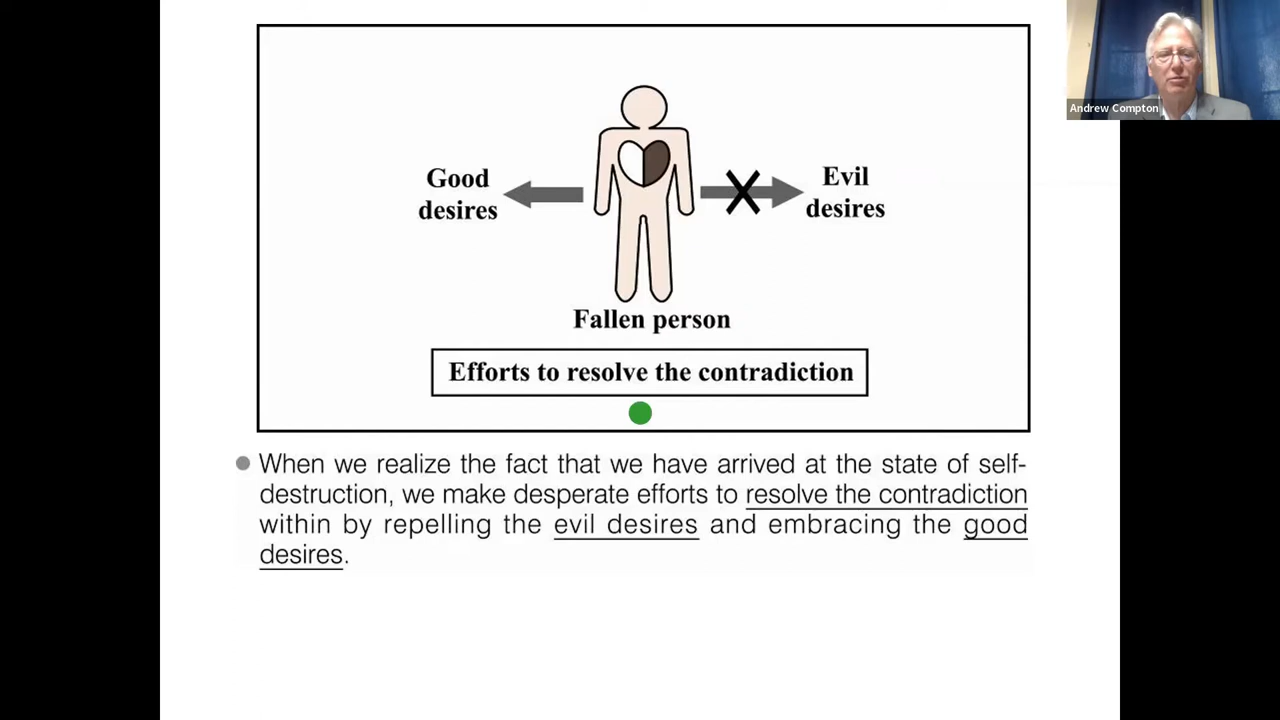 Andrew Compton
Good
desires
Evil
desires
Fallen person
Efforts to resolve the contradiction
When we realize the fact that we have arrived at the state of self-
destruction, we make desperate efforts to resolve the contradiction
within by repelling the evil desires and embracing the good
desires.